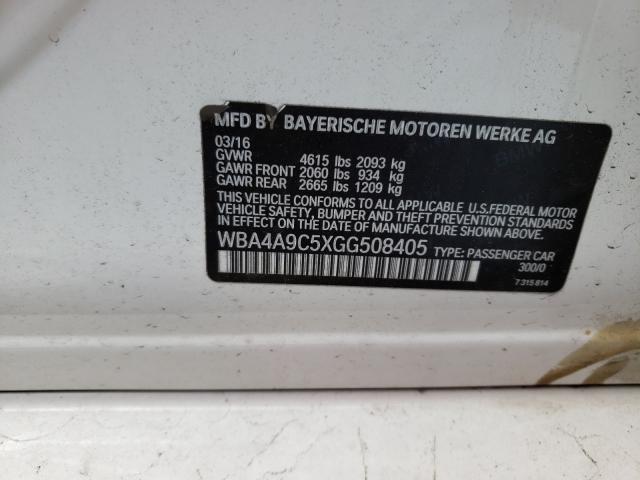 MFD BY BAYERISCHE MOTOREN WERKE AG
03/16
GVWR 4615 lbs 2093 kg
GAWR FRONT 2060 lbs 934 kg
GAWR REAR 2665 lbs 1209 kg
THIS VEHICLE CONFORMS TO ALL APPLICABLE U.S.FEDERAL MOTOR
VEHICLE SAFETY, BUMPER AND THEFT PREVENTION STANDARDS
IN EFFECT ON THE DATE OF MANUFACTURE SHOWN ABOVE.
WBA4A9C5XGG508405 TYPE: PASSENGER CAR
300/0
7 315 814